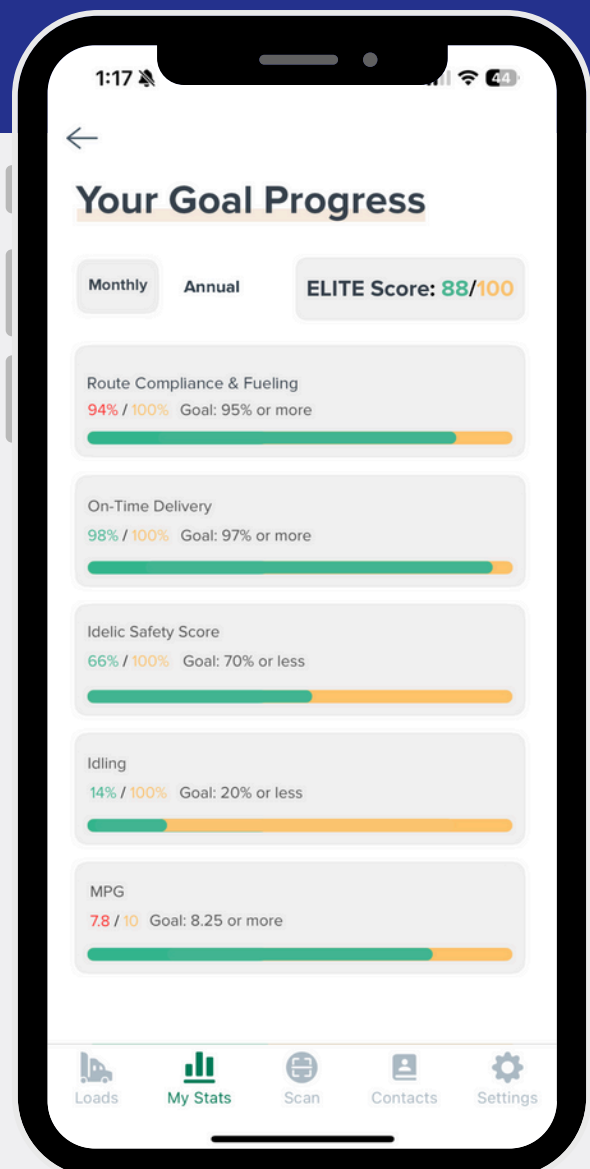 1:17 44
Your Goal Progress
Monthly Annual ELITE Score: 88/100
Route Compliance & Fueling
94% / 100% Goal: 95% or more
On-Time Delivery
98% / 100% Goal: 97% or more
Idelic Safety Score
66% / 100% Goal: 70% or less
Idling
14% / 100% Goal: 20% or less
MPG
7.8 / 10 Goal: 8.25 or more
Loads My Stats Scan Contacts Settings